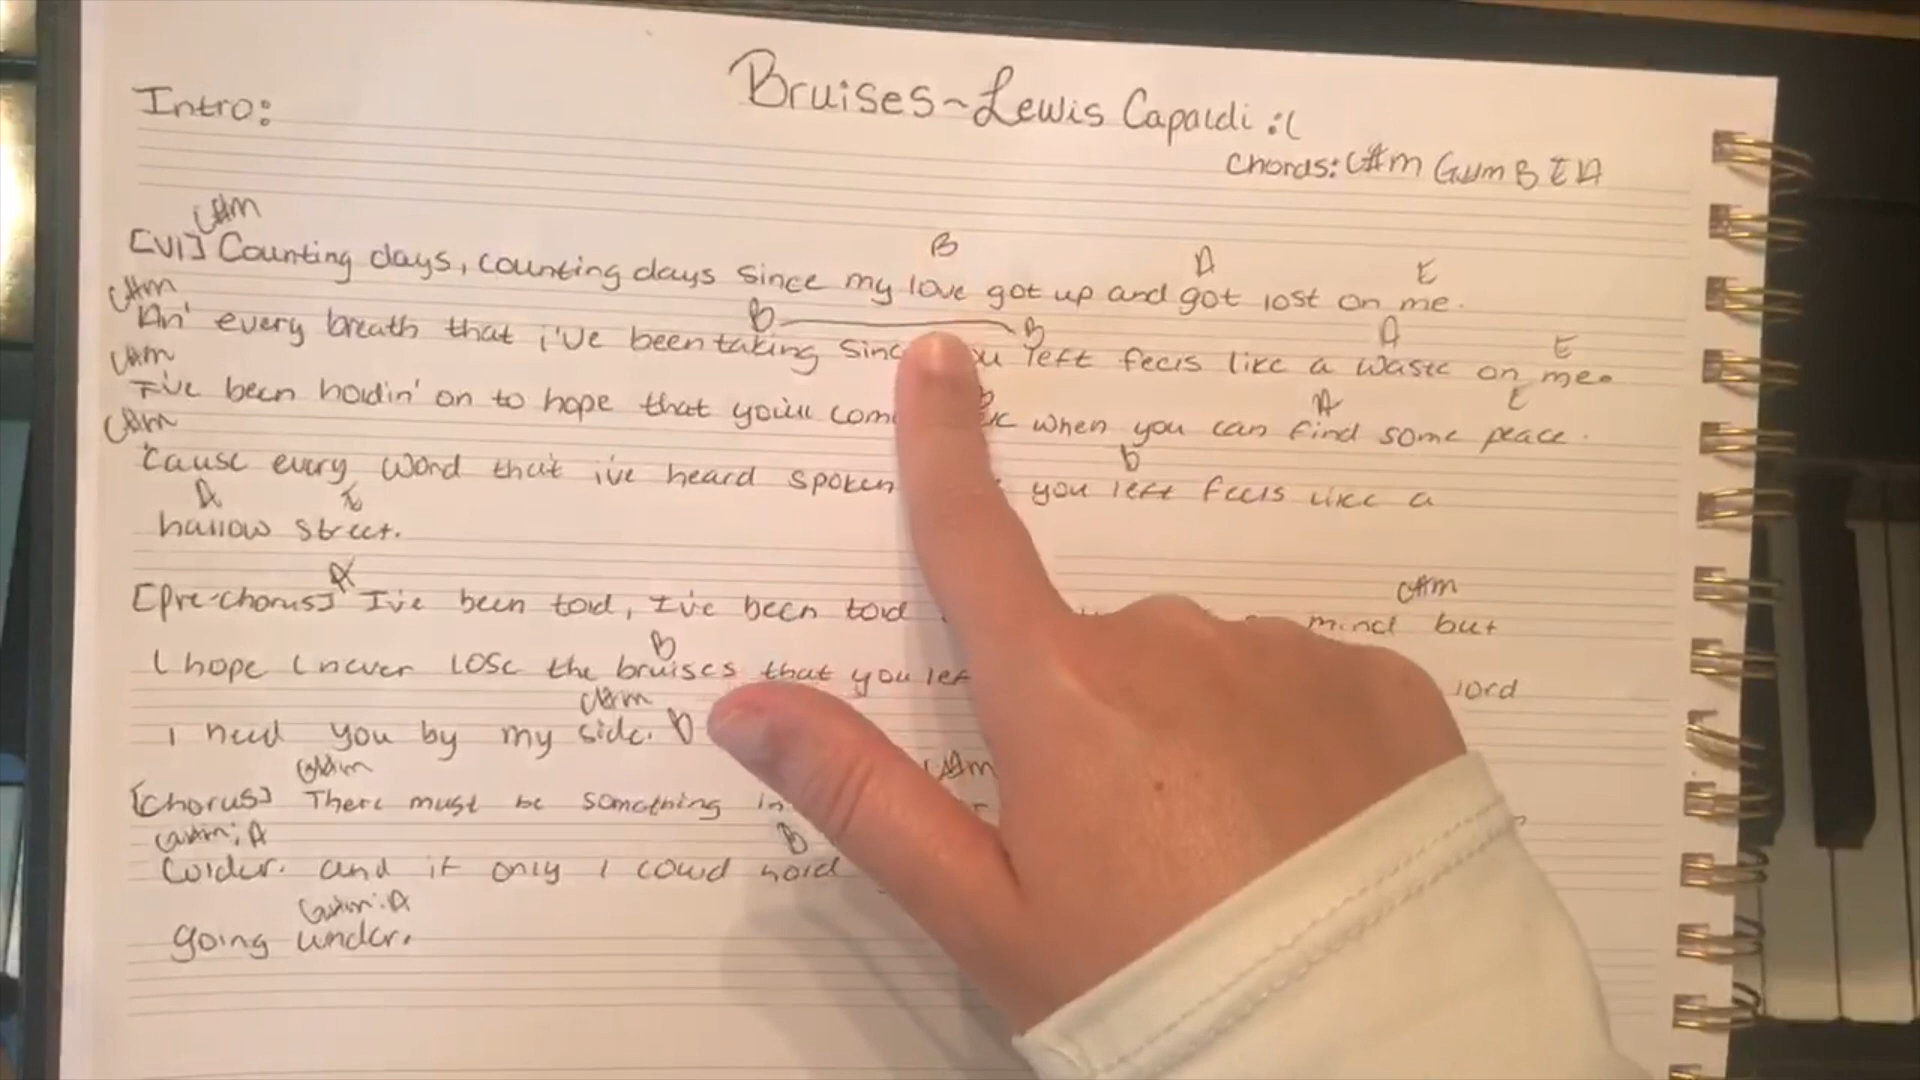 Bruises ~ Lewis Capaldi :(
Intro:
Chords: C#m G#m B E A
C#m B A E
[V1] Counting days, counting days since my love got up and got lost on me.
C#m B B A E
An' every breath that i've been taking sinc left feels like a waste on me.
C#m A E
I've been holdin' on to hope that you'll com when you can find some peace.
C#m B
'cause every word that i've heard spoken you left feels like a
A E
hallow street.
A C#m
[Pre-chorus] I've been told, I've been told mind but
B
I hope I never lose the bruises that you lef lord
C#m
I need you by my side. B
G#m C#m
[Chorus] There must be something in
G#m; A B
Colder. and if only I could hold
G#m; A
going under.